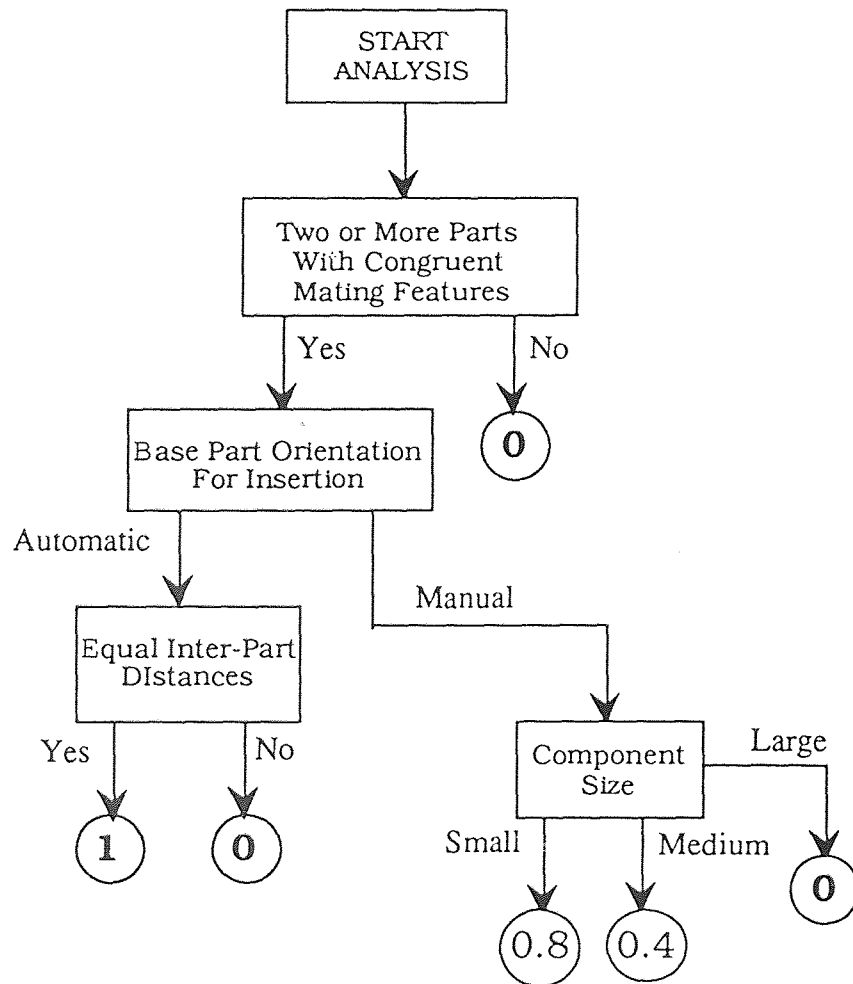 START
ANALYSIS
Two or More Parts
With Congruent
Mating Features
Yes
No
0
Base Part Orientation
For Insertion
Automatic
Manual
Equal Inter-Part
DIstances
Yes
No
1
0
Component
Size
Large
Small
Medium
0
0.8
0.4